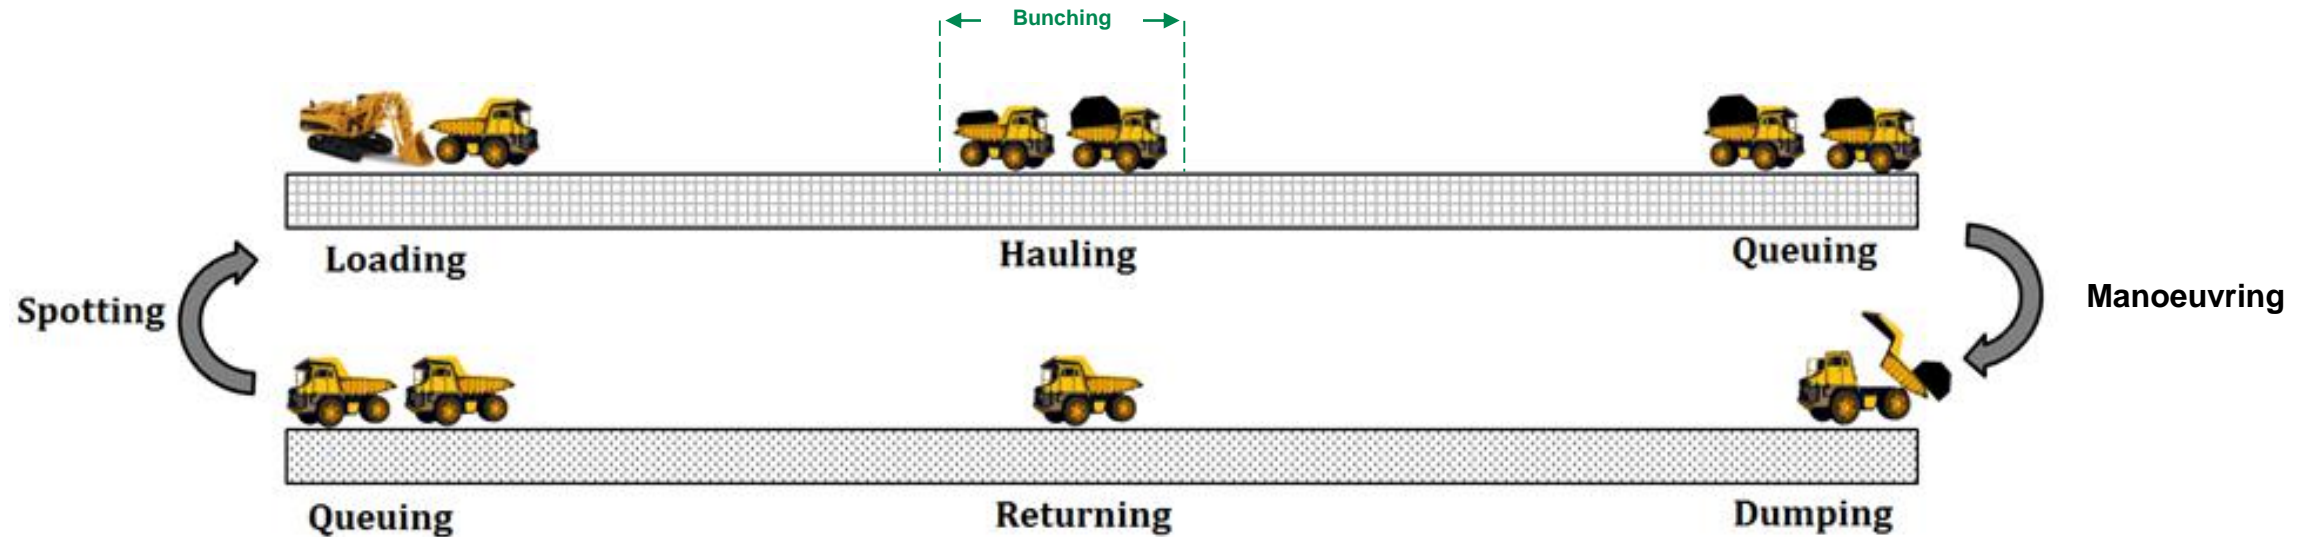 Bunching
Loading
Hauling
Queuing
Spotting
Manoeuvring
Queuing
Returning
Dumping